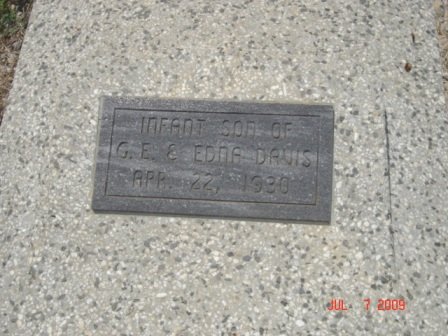 INFANT SON OF
G. E. & EDNA DAVIS
APR. 22, 1930
JUL 7 2009